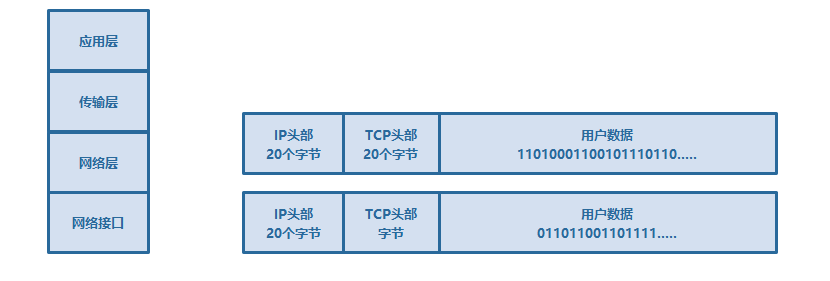 应用层
传输层
网络层
网络接口
IP头部
20个字节
TCP头部
20个字节
用户数据
11010001100101110110.....
IP头部
20个字节
TCP头部
字节
用户数据
011011001101111.....